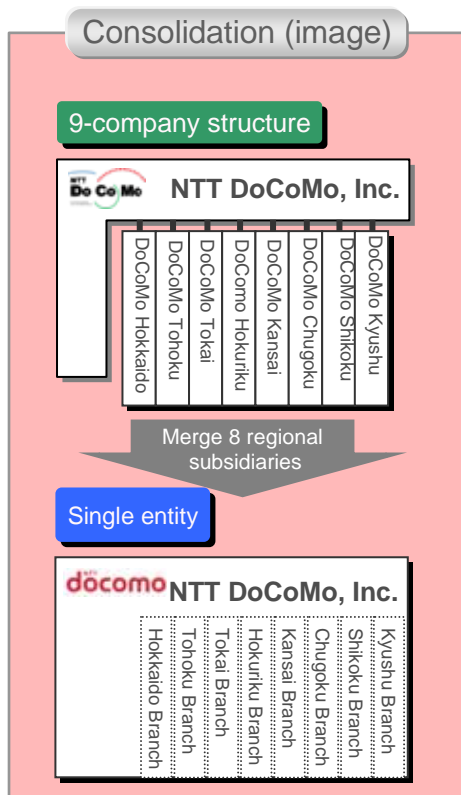 Consolidation (image)
9-company structure
NTT
DoCoMo
NTT DoCoMo, Inc.
DoCoMo Hokkaido
DoCoMo Tohoku
DoCoMo Tokai
DoComo Hokuriku
DoCoMo Kansai
DoCoMo Chugoku
DoCoMo Shikoku
DoCoMo Kyushu
Merge 8 regional
subsidiaries
Single entity
döcomo
NTT DoCoMo, Inc.
Hokkaido Branch
Tohoku Branch
Tokai Branch
Hokuriku Branch
Kansai Branch
Chugoku Branch
Shikoku Branch
Kyushu Branch